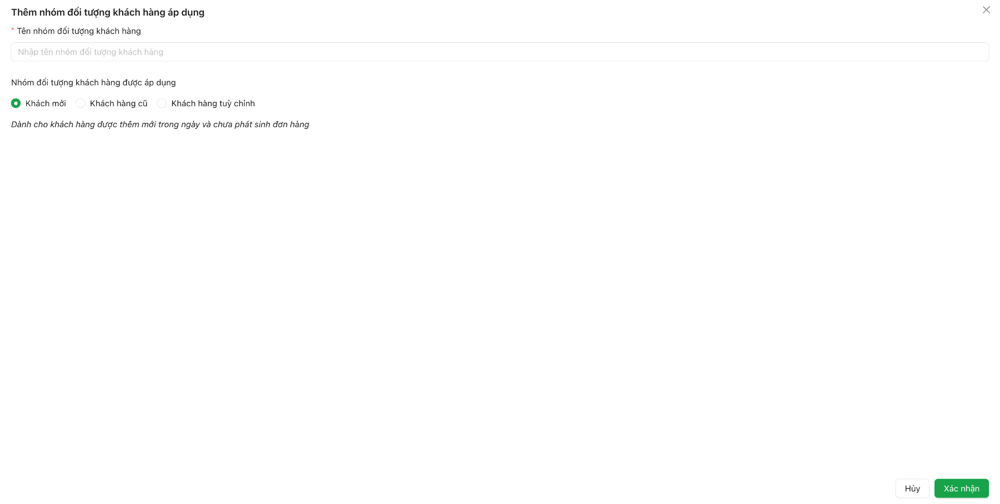 Thêm nhóm đối tượng khách hàng áp dụng
* Tên nhóm đối tượng khách hàng
Nhập tên nhóm đối tượng khách hàng
Nhóm đối tượng khách hàng được áp dụng
Khách mới Khách hàng cũ Khách hàng tuỳ chỉnh
Dành cho khách hàng được thêm mới trong ngày và chưa phát sinh đơn hàng
Hủy Xác nhận